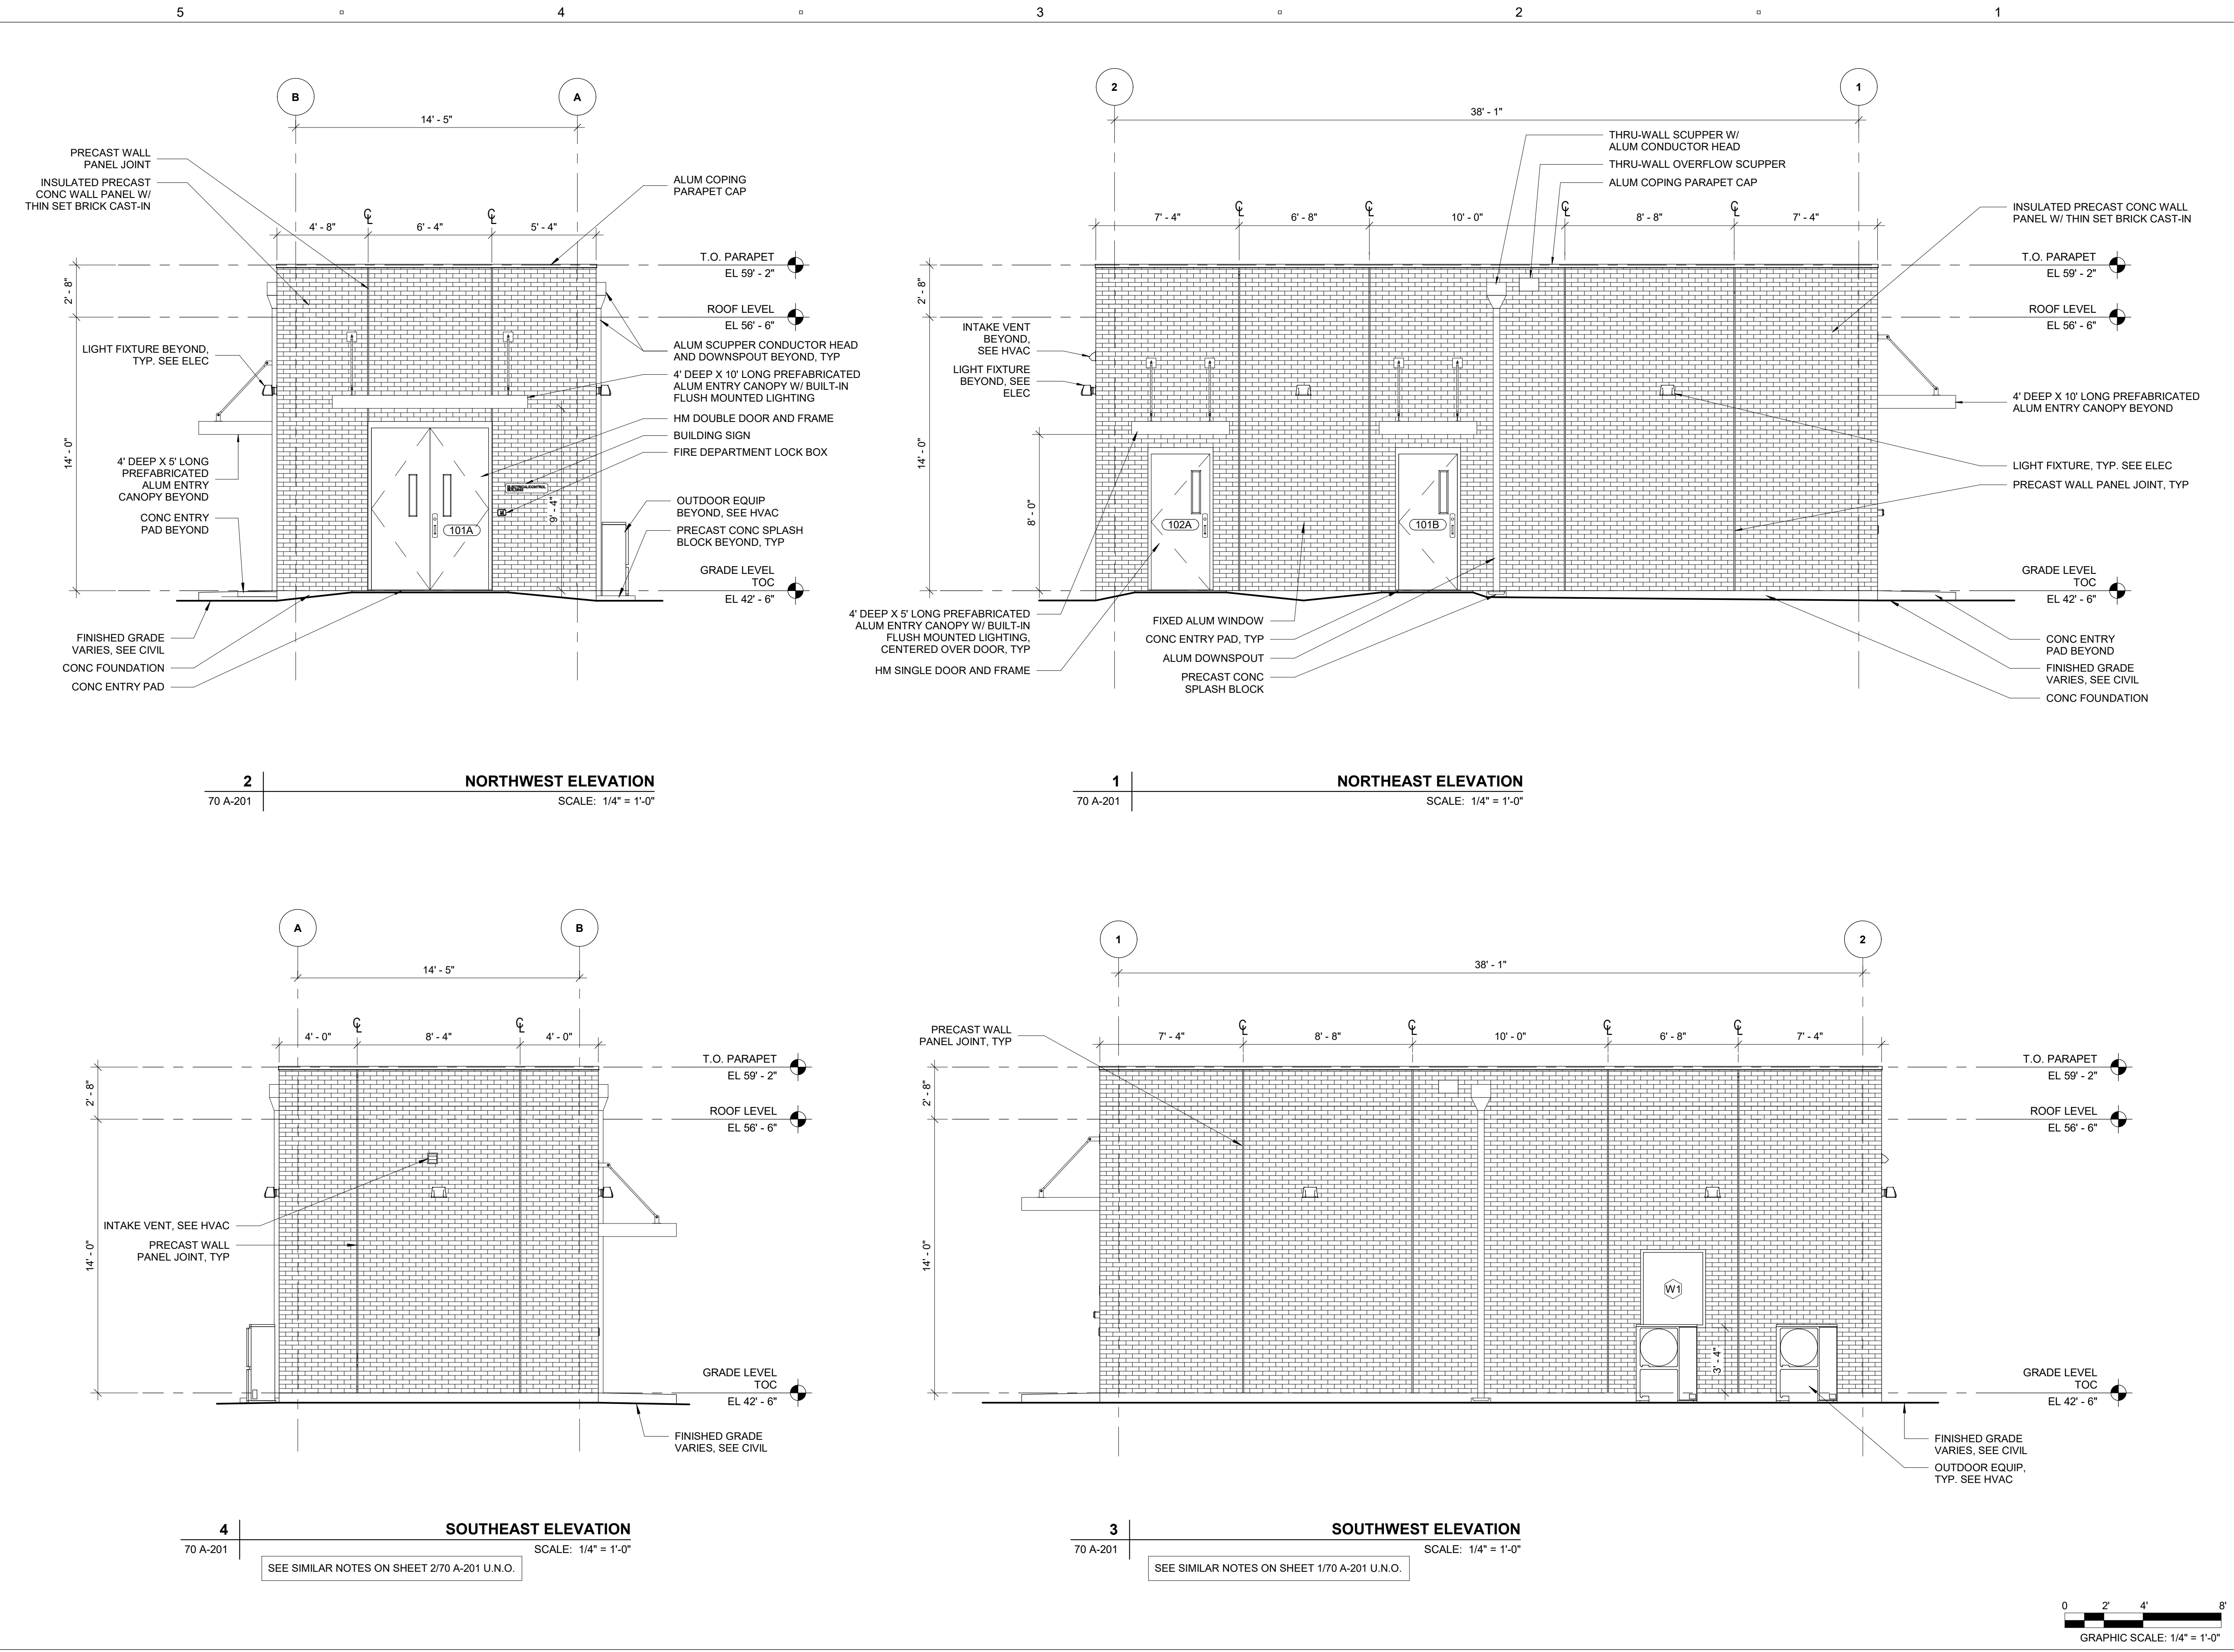 5
4
3
2
1
B
A
14' - 5"
PRECAST WALL
PANEL JOINT
INSULATED PRECAST
CONC WALL PANEL W/
THIN SET BRICK CAST-IN
ALUM COPING
PARAPET CAP
4' - 8"
6' - 4"
5' - 4"
T.O. PARAPET
EL 59' - 2"
2' - 8"
ROOF LEVEL
EL 56' - 6"
LIGHT FIXTURE BEYOND,
TYP. SEE ELEC
ALUM SCUPPER CONDUCTOR HEAD
AND DOWNSPOUT BEYOND, TYP
4' DEEP X 10' LONG PREFABRICATED
ALUM ENTRY CANOPY W/ BUILT-IN
FLUSH MOUNTED LIGHTING
HM DOUBLE DOOR AND FRAME
BUILDING SIGN
FIRE DEPARTMENT LOCK BOX
14' - 0"
4' DEEP X 5' LONG
PREFABRICATED
ALUM ENTRY
CANOPY BEYOND
CONC ENTRY
PAD BEYOND
101A
9' - 4"
OUTDOOR EQUIP
BEYOND, SEE HVAC
PRECAST CONC SPLASH
BLOCK BEYOND, TYP
GRADE LEVEL
TOC
EL 42' - 6"
FINISHED GRADE
VARIES, SEE CIVIL
CONC FOUNDATION
CONC ENTRY PAD
2
70 A-201
NORTHWEST ELEVATION
SCALE: 1/4" = 1'-0"
2
1
38' - 1"
THRU-WALL SCUPPER W/
ALUM CONDUCTOR HEAD
THRU-WALL OVERFLOW SCUPPER
ALUM COPING PARAPET CAP
7' - 4"
6' - 8"
10' - 0"
8' - 8"
7' - 4"
INSULATED PRECAST CONC WALL
PANEL W/ THIN SET BRICK CAST-IN
T.O. PARAPET
EL 59' - 2"
2' - 8"
ROOF LEVEL
EL 56' - 6"
INTAKE VENT
BEYOND,
SEE HVAC
LIGHT FIXTURE
BEYOND, SEE
ELEC
14' - 0"
8' - 0"
4' DEEP X 10' LONG PREFABRICATED
ALUM ENTRY CANOPY BEYOND
LIGHT FIXTURE, TYP. SEE ELEC
PRECAST WALL PANEL JOINT, TYP
102A
101B
GRADE LEVEL
TOC
EL 42' - 6"
4' DEEP X 5' LONG PREFABRICATED
ALUM ENTRY CANOPY W/ BUILT-IN
FLUSH MOUNTED LIGHTING,
CENTERED OVER DOOR, TYP
HM SINGLE DOOR AND FRAME
FIXED ALUM WINDOW
CONC ENTRY PAD, TYP
ALUM DOWNSPOUT
PRECAST CONC
SPLASH BLOCK
CONC ENTRY
PAD BEYOND
FINISHED GRADE
VARIES, SEE CIVIL
CONC FOUNDATION
1
70 A-201
NORTHEAST ELEVATION
SCALE: 1/4" = 1'-0"
A
B
14' - 5"
4' - 0"
8' - 4"
4' - 0"
T.O. PARAPET
EL 59' - 2"
2' - 8"
ROOF LEVEL
EL 56' - 6"
14' - 0"
INTAKE VENT, SEE HVAC
PRECAST WALL
PANEL JOINT, TYP
GRADE LEVEL
TOC
EL 42' - 6"
FINISHED GRADE
VARIES, SEE CIVIL
4
70 A-201
SOUTHEAST ELEVATION
SCALE: 1/4" = 1'-0"
SEE SIMILAR NOTES ON SHEET 2/70 A-201 U.N.O.
1
2
38' - 1"
PRECAST WALL
PANEL JOINT, TYP
7' - 4"
8' - 8"
10' - 0"
6' - 8"
7' - 4"
T.O. PARAPET
EL 59' - 2"
2' - 8"
ROOF LEVEL
EL 56' - 6"
14' - 0"
W1
3' - 4"
GRADE LEVEL
TOC
EL 42' - 6"
FINISHED GRADE
VARIES, SEE CIVIL
OUTDOOR EQUIP,
TYP. SEE HVAC
3
70 A-201
SOUTHWEST ELEVATION
SCALE: 1/4" = 1'-0"
SEE SIMILAR NOTES ON SHEET 1/70 A-201 U.N.O.
0 2' 4' 8'
GRAPHIC SCALE: 1/4" = 1'-0"